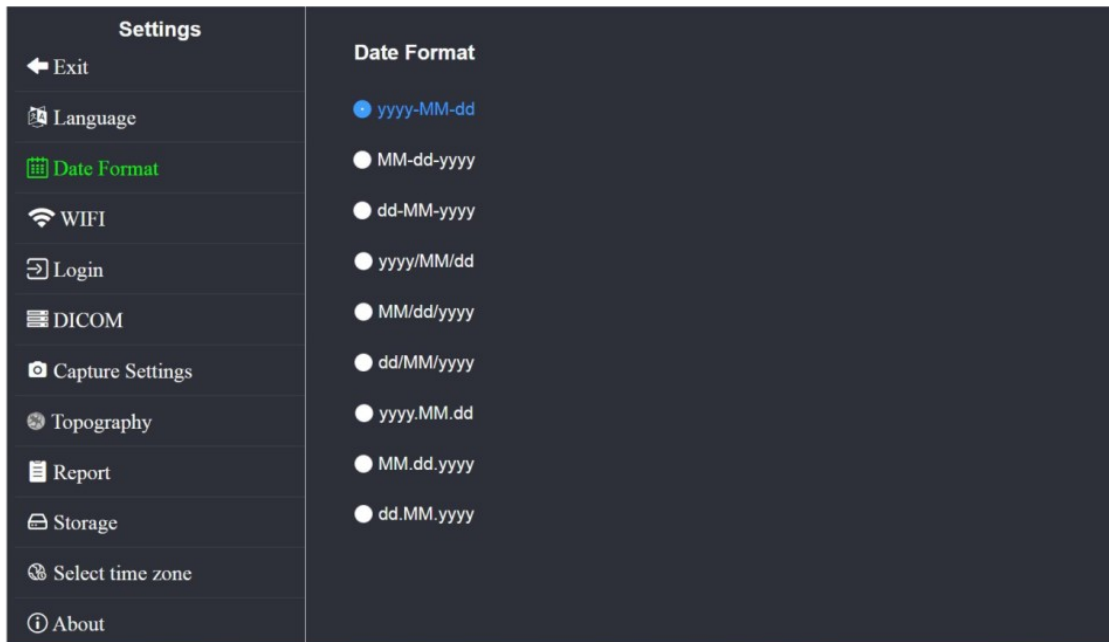 Settings
Exit
Language
Date Format
WIFI
Login
DICOM
Capture Settings
Topography
Report
Storage
Select time zone
About
Date Format
yyyy-MM-dd
MM-dd-yyyy
dd-MM-yyyy
yyyy/MM/dd
MM/dd/yyyy
dd/MM/yyyy
yyyy.MM.dd
MM.dd.yyyy
dd.MM.yyyy